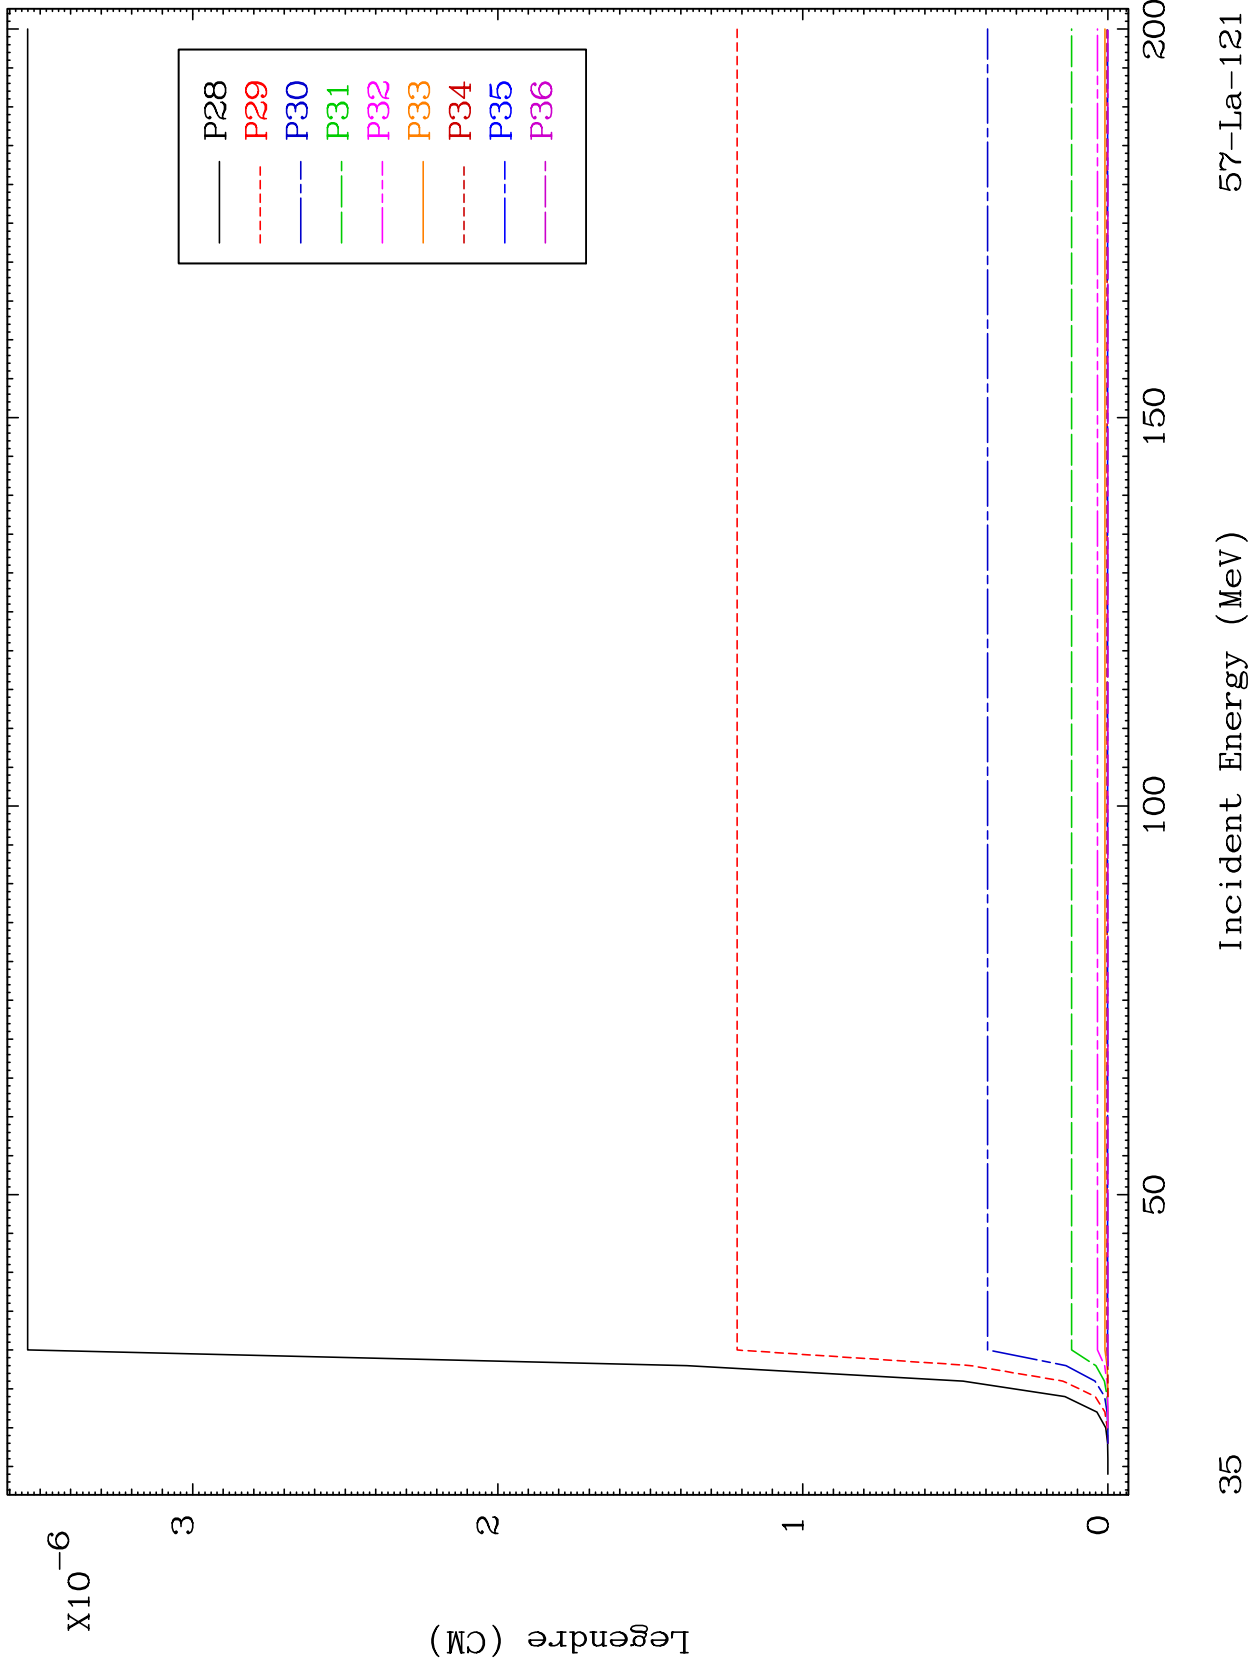 X10-6
3
2
1
0
Legendre (CM)
P28
P29
P30
P31
P32
P33
P34
P35
P36
50
100
150
200
Incident Energy (MeV)
35
57-La-121